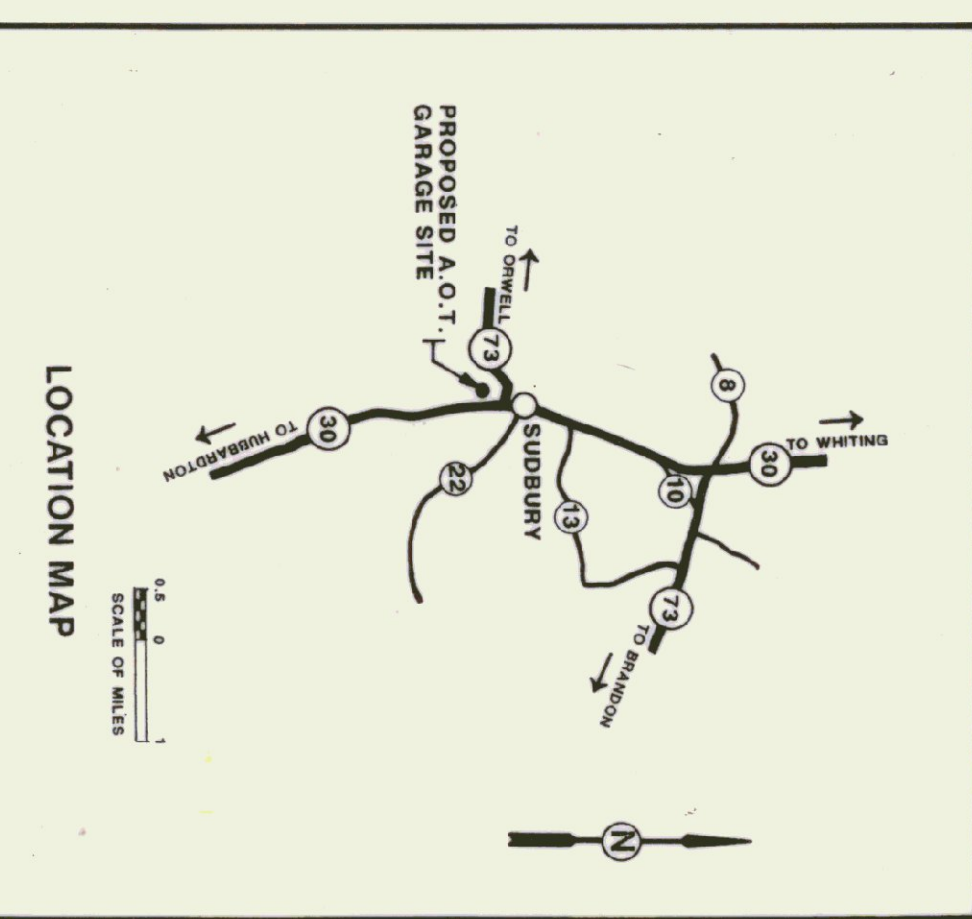 PROPOSED A.O.T.
GARAGE SITE
TO ORWELL
73
8
TO WHITING
30
10
SUDBURY
13
22
30
TO HUBBARDTON
73
TO BRANDON
N
LOCATION MAP
0.5 0 1
SCALE OF MILES